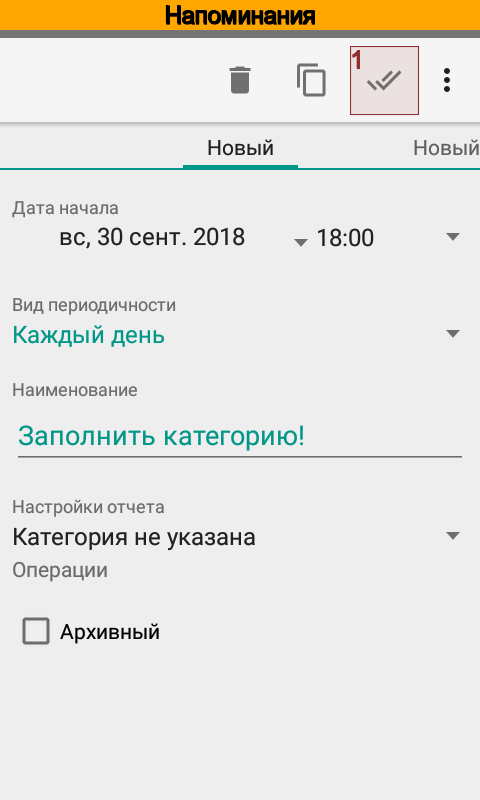 Напоминания
1
Новый Новый
Дата начала
вс, 30 сент. 2018 18:00
Вид периодичности
Каждый день
Наименование
Заполнить категорию!
Настройки отчета
Категория не указана
Операции
Архивный